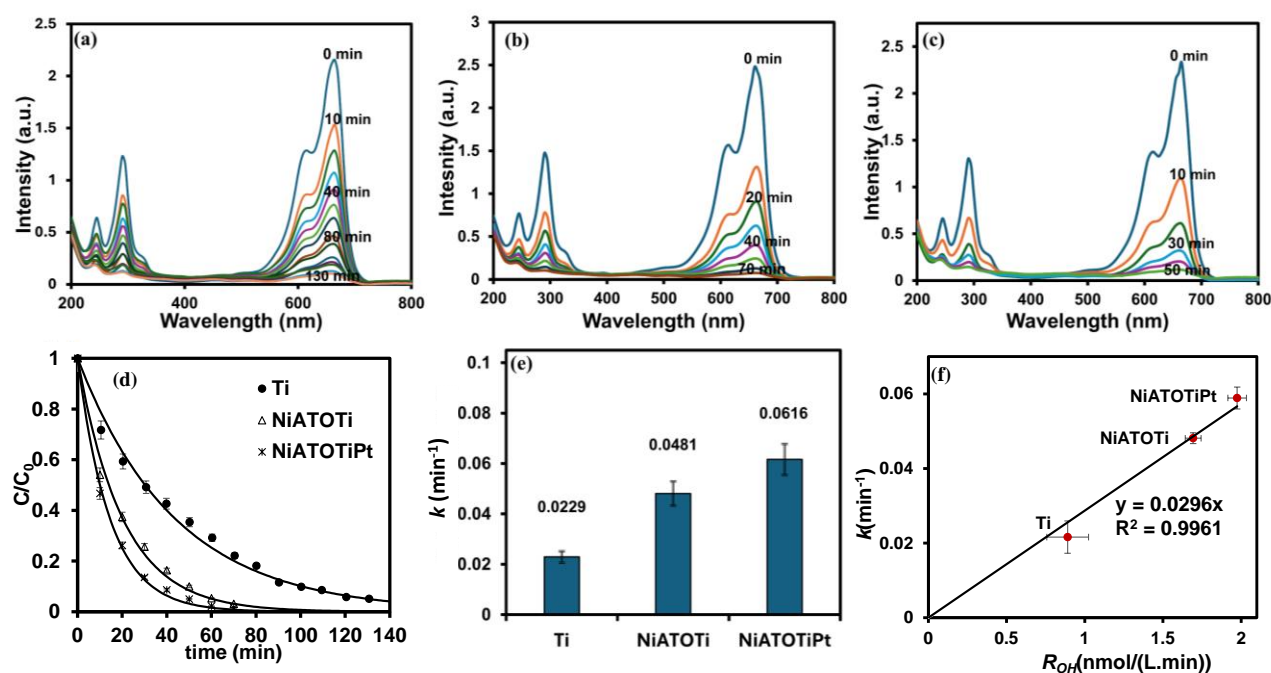 (a)
2.5
2
1.5
1
0.5
0
Intensity (a.u.)
0 min
10 min
40 min
80 min
130 min
200
400
600
800
Wavelength (nm)
(b)
3
2.5
2
1.5
1
0.5
0
Intesnity (a.u.)
0 min
20 min
40 min
70 min
200
300
400
500
600
700
800
Wavelength (nm)
(c)
2.5
2
1.5
1
0.5
0
Intensity (a.u.)
0 min
10 min
30 min
50 min
200
300
400
500
600
700
800
Wavelength (nm)
(d)
1
0.8
0.6
0.4
0.2
0
C/C0
Ti
NiATOTi
NiATOTiPt
0
20
40
60
80
100
120
140
time (min)
(e)
0.1
0.08
0.06
0.04
0.02
0
k (min-1)
0.0229
0.0481
0.0616
Ti
NiATOTi
NiATOTiPt
(f)
0.06
0.04
0.02
0
k(min-1)
NiATOTiPt
NiATOTi
Ti
y = 0.0296x
R2 = 0.9961
0
0.5
1
1.5
2
ROH(nmol/(L.min))